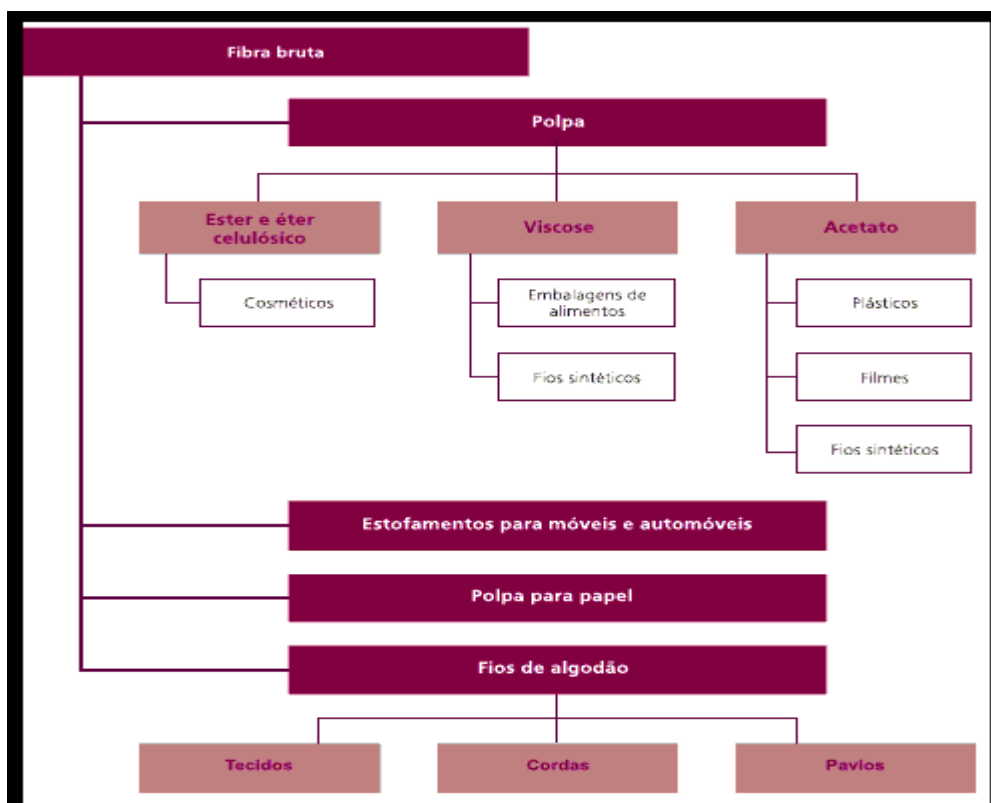 Fibra bruta
Polpa
Ester e éter
celulósico
Viscose
Acetato
Cosméticos
Embalagens de
alimentos
Plásticos
Fios sintéticos
Filmes
Fios sintéticos
Estofamentos para móveis e automóveis
Polpa para papel
Fios de algodão
Tecidos
Cordas
Pavios